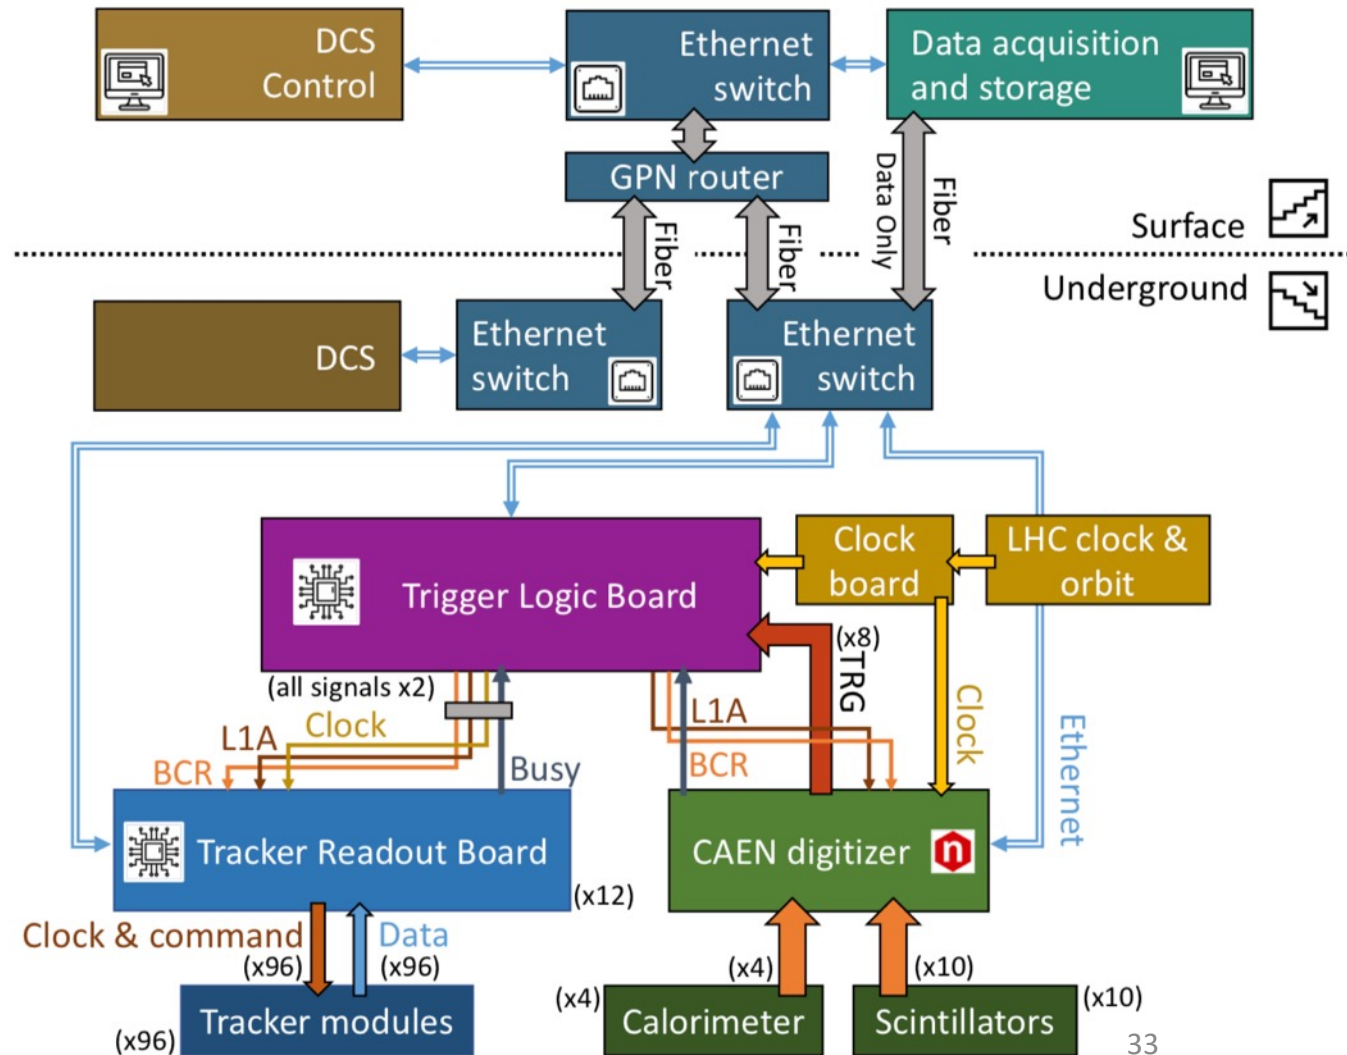 DCS
Control
Ethernet
switch
Data acquisition
and storage
GPN router
Fiber
Fiber
Data Only
Fiber
Surface
Underground
DCS
Ethernet
switch
Ethernet
switch
Trigger Logic Board
Clock
board
LHC clock &
orbit
(all signals x2)
(x8)
TRG
L1A
Clock
BCR
Busy
L1A
BCR
Clock
Ethernet
Tracker Readout Board
(x12)
CAEN digitizer
n
Clock & command
(x96)
Data
(x96)
(x4)
(x10)
Tracker modules
(x96)
(x4)
Calorimeter
Scintillators
(x10)
33